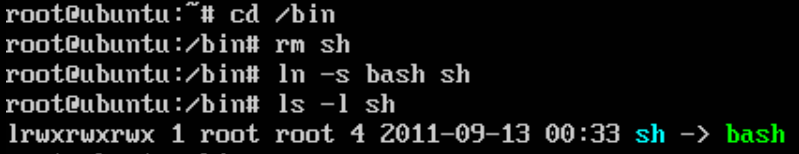 root@ubuntu:~# cd /bin
root@ubuntu:/bin# rm sh
root@ubuntu:/bin# ln -s bash sh
root@ubuntu:/bin# ls -l sh
lrwxrwxrwx 1 root root 4 2011-09-13 00:33 sh -> bash